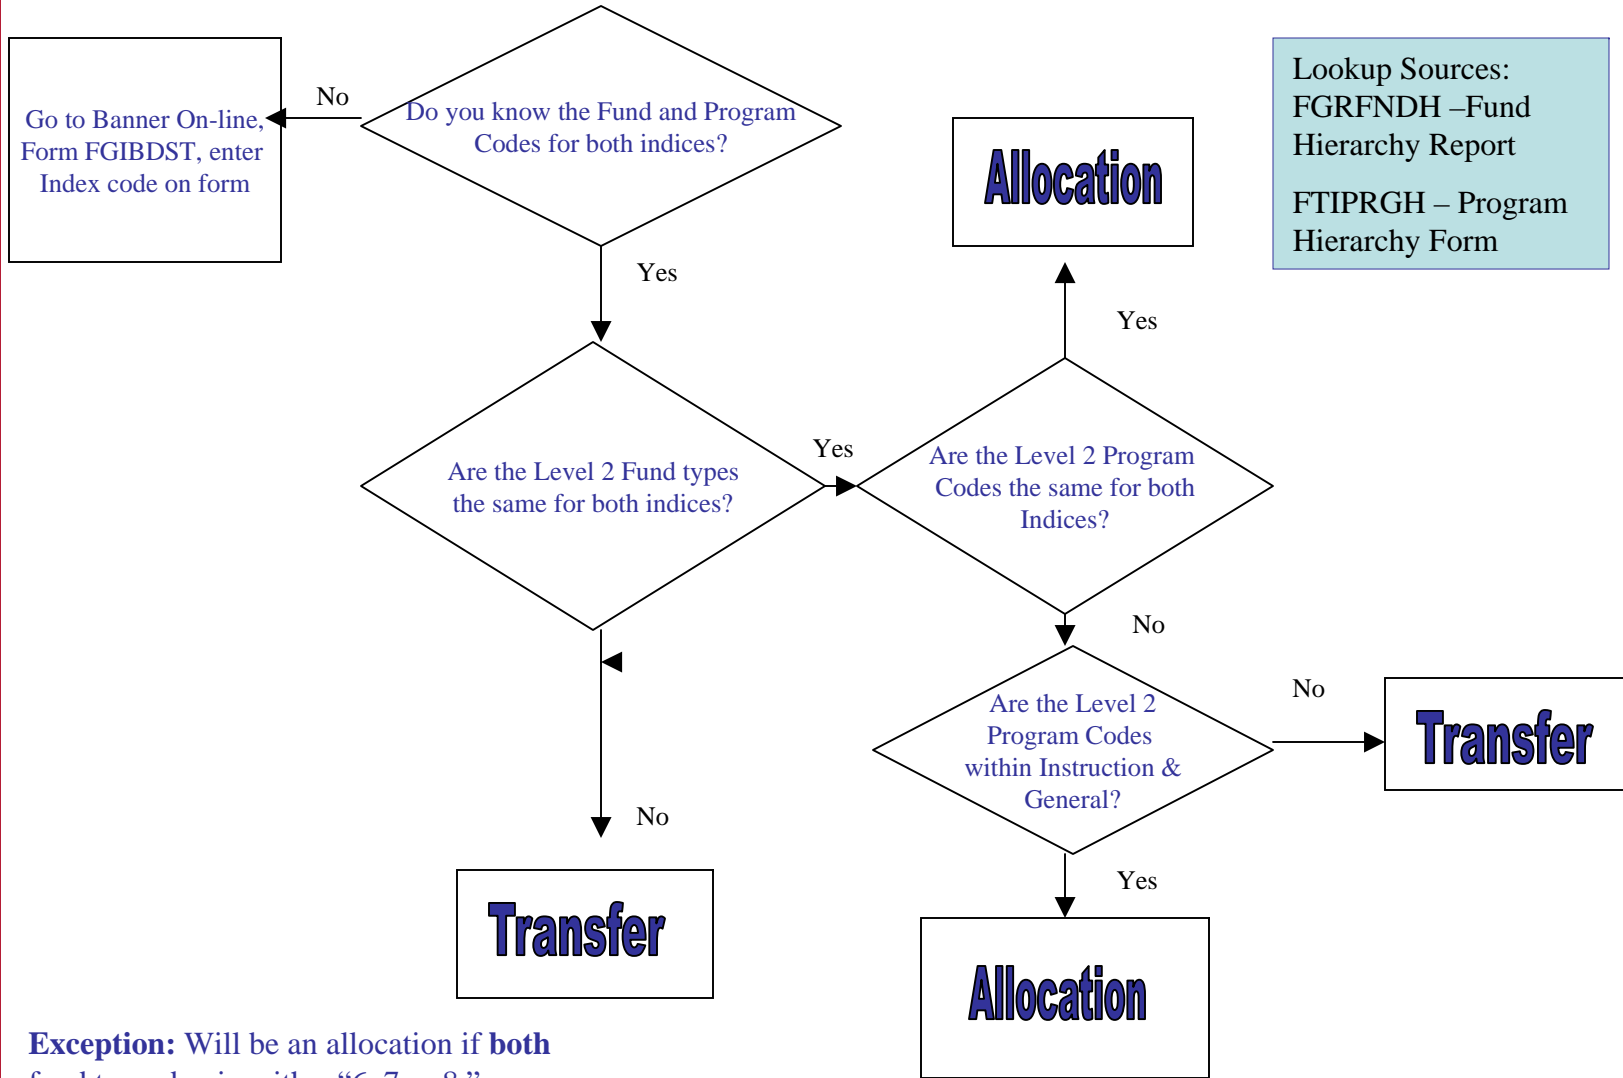 Do you know the Fund and Program
Codes for both indices?
No
Go to Banner On-line,
Form FGIBDST, enter
Index code on form
Yes
Lookup Sources:
FGRFNDH –Fund
Hierarchy Report
FTIPRGH – Program
Hierarchy Form
Allocation
Yes
Are the Level 2 Fund types
the same for both indices?
Yes
Are the Level 2 Program
Codes the same for both
Indices?
No
Are the Level 2
Program Codes
within Instruction &
General?
No
Transfer
No
Transfer
Yes
Allocation
Exception: Will be an allocation if both